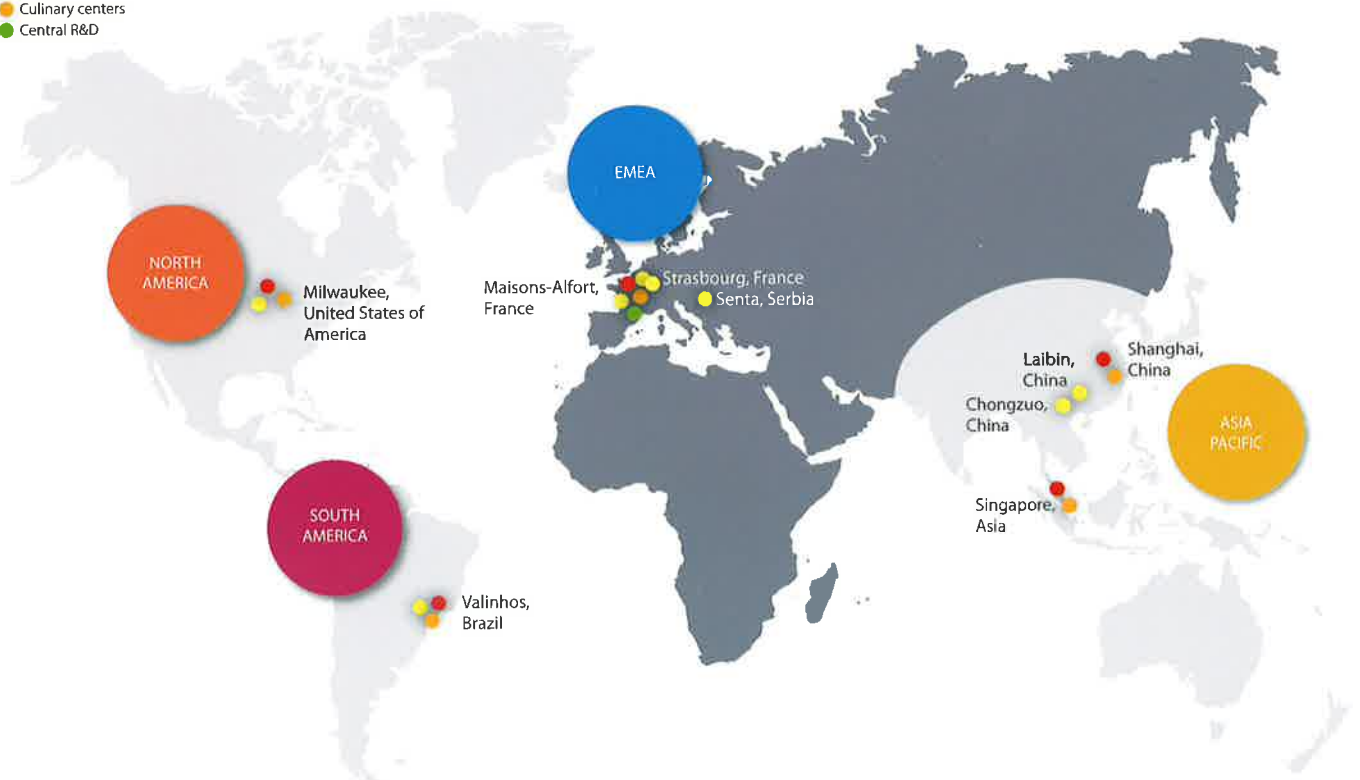 Culinary centers
Central R&D
EMEA
NORTH
AMERICA
Milwaukee,
United States of
America
Maisons-Alfort,
France
Strasbourg, France
Senta, Serbia
Laibin,
China
Shanghai,
China
Chongzuo,
China
ASIA
PACIFIC
Singapore,
Asia
SOUTH
AMERICA
Valinhos,
Brazil